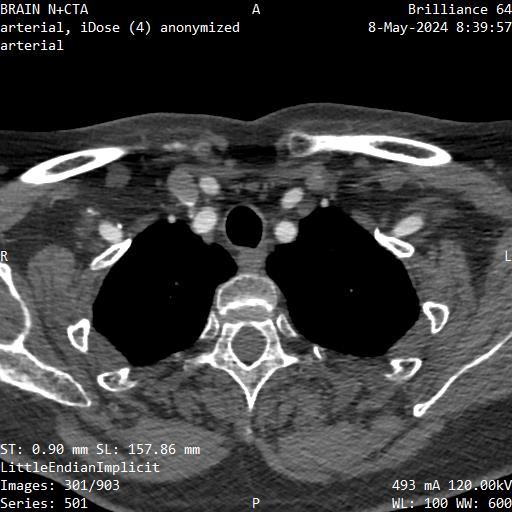 BRAIN N+CTA
arterial, iDose (4) anonymized
arterial
A
Brilliance 64
8-May-2024 8:39:57
R
L
ST: 0.90 mm SL: 157.86 mm
LittleEndianImplicit
Images: 301/903
Series: 501
P
493 mA 120.00kV
WL: 100 WW: 600